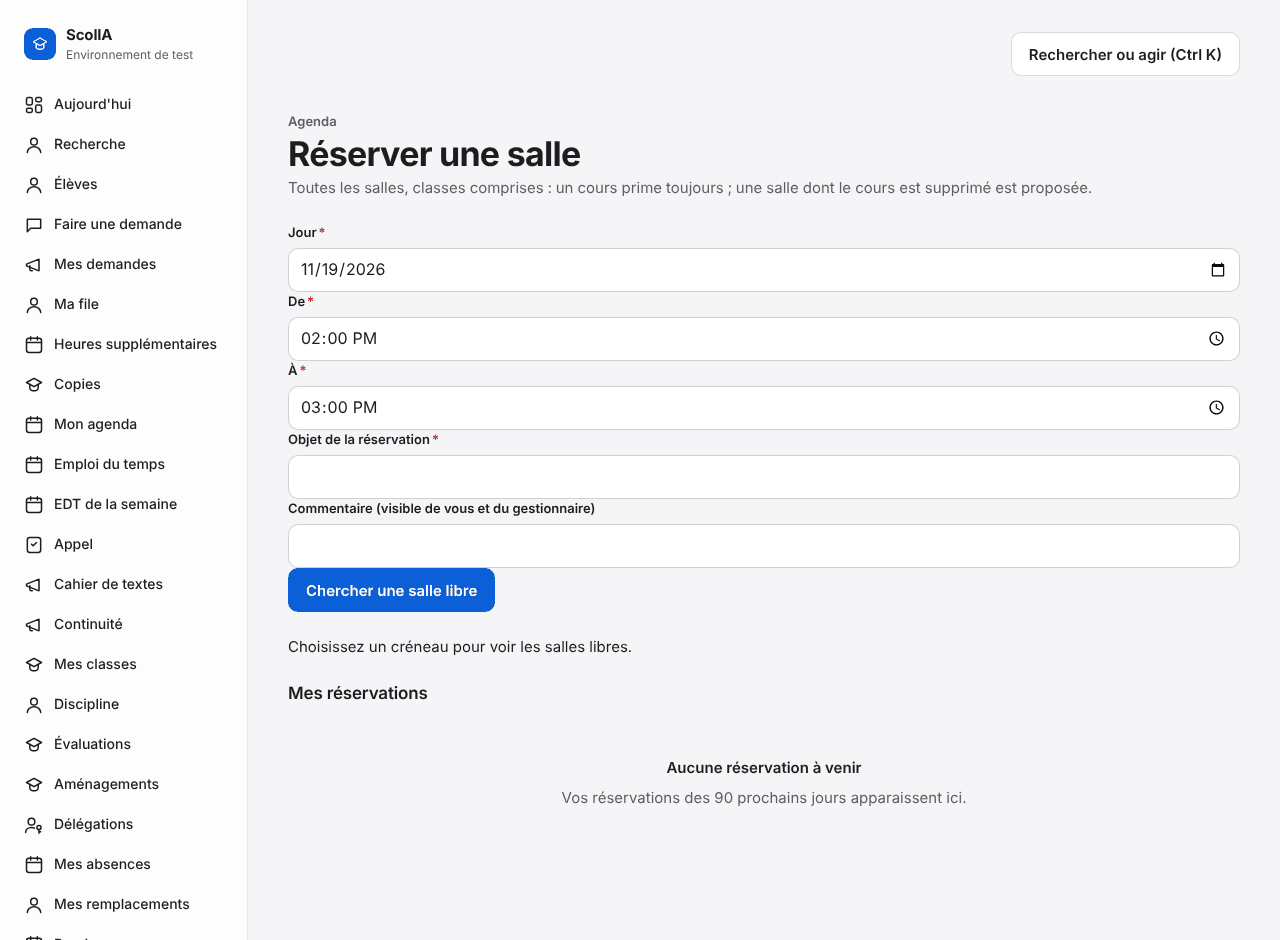 ScolIA
Environnement de test
Aujourd'hui
Recherche
Élèves
Faire une demande
Mes demandes
Ma file
Heures supplémentaires
Copies
Mon agenda
Emploi du temps
EDT de la semaine
Appel
Cahier de textes
Continuité
Mes classes
Discipline
Évaluations
Aménagements
Délégations
Mes absences
Mes remplacements
Rechercher ou agir (Ctrl K)
Agenda
Réserver une salle
Toutes les salles, classes comprises : un cours prime toujours ; une salle dont le cours est supprimé est proposée.
Jour *
11/19/2026
De *
02:00 PM
À *
03:00 PM
Objet de la réservation *
Commentaire (visible de vous et du gestionnaire)
Chercher une salle libre
Choisissez un créneau pour voir les salles libres.
Mes réservations
Aucune réservation à venir
Vos réservations des 90 prochains jours apparaissent ici.